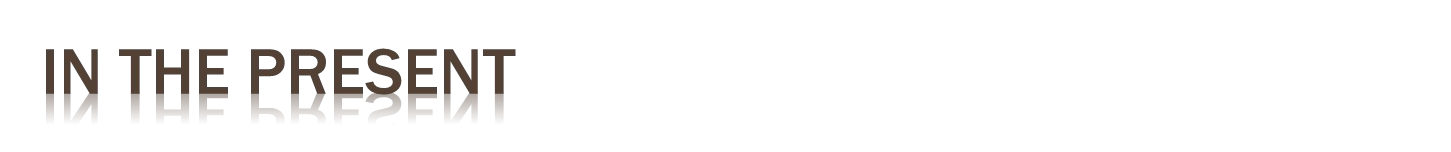 IN THE PRESENT